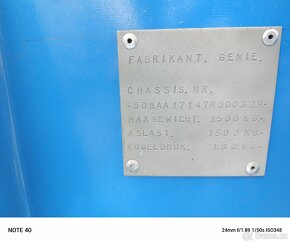 FABRIKANT. GENIE.
CHASSIS.NR.
*5D8AA17147R000329*
MAX GEWICHT. 1500 KG.
ASLAST. 1500 KG.
KOGELDRUK. 100 KG.
NOTE 40
24mm f/1.89 1/50s ISO348